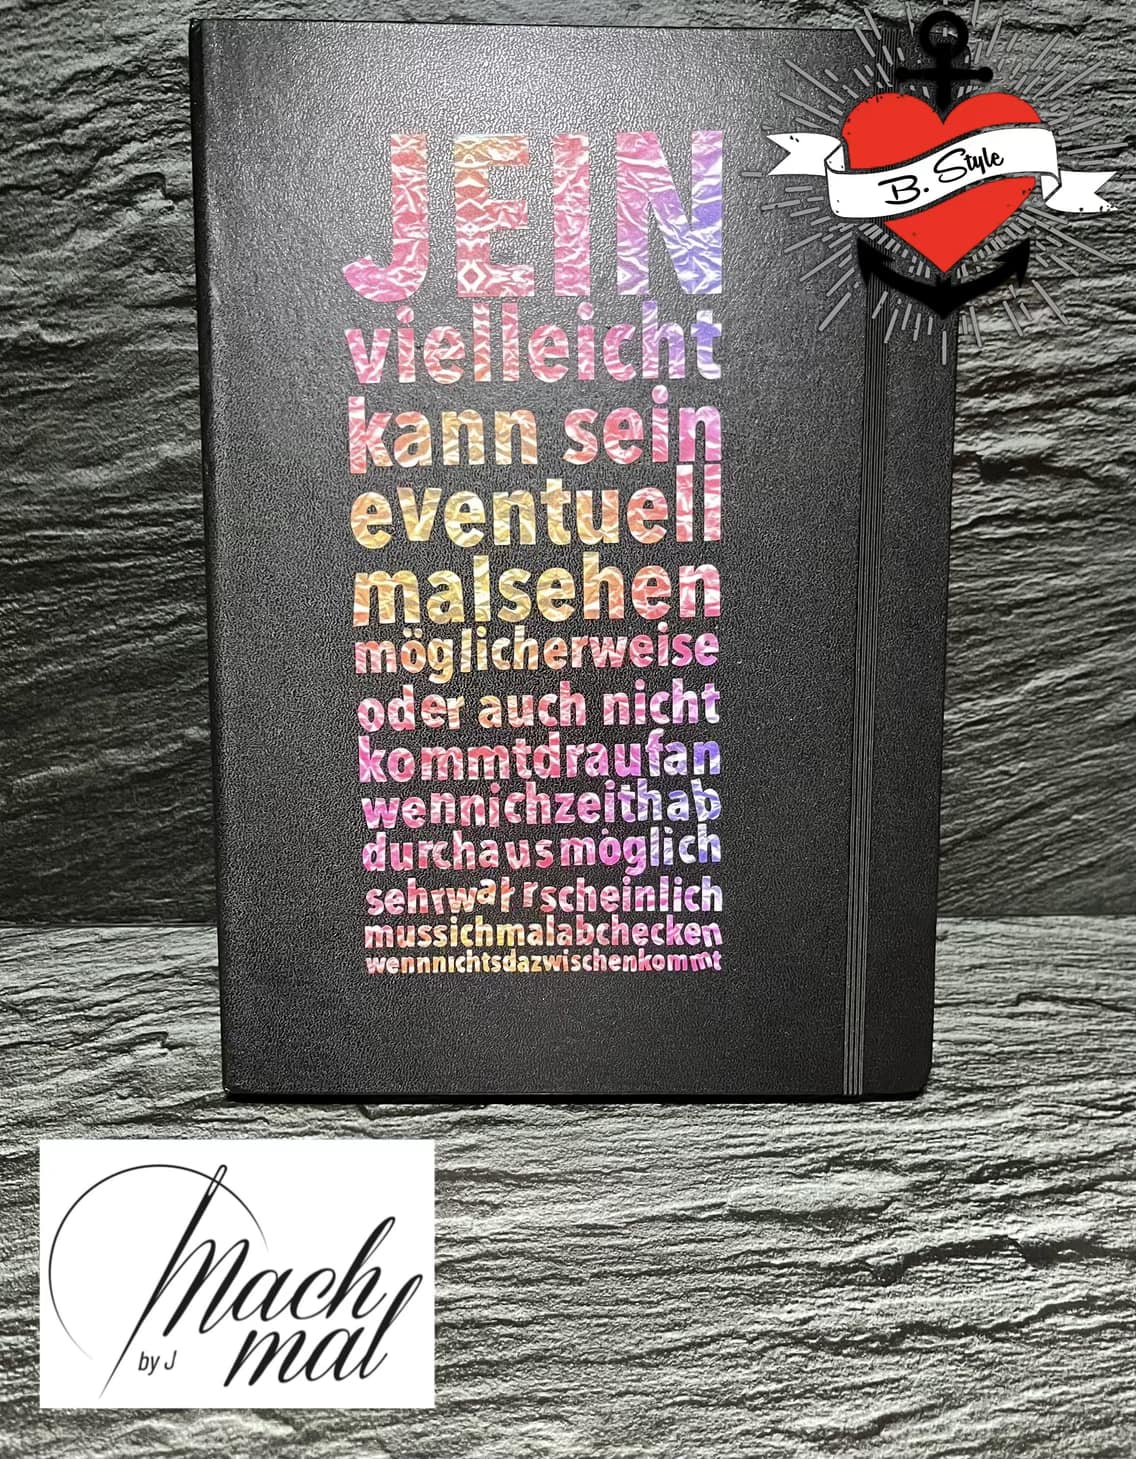 B. Style
JEIN
vielleicht
kann sein
eventuell
malsehen
möglicherweise
oder auch nicht
kommtdraufan
wennichzeithab
durchausmöglich
sehrwahrscheinlich
mussichmalabchecken
wennnichtsdazwischenkommt
Mach
mal
by J